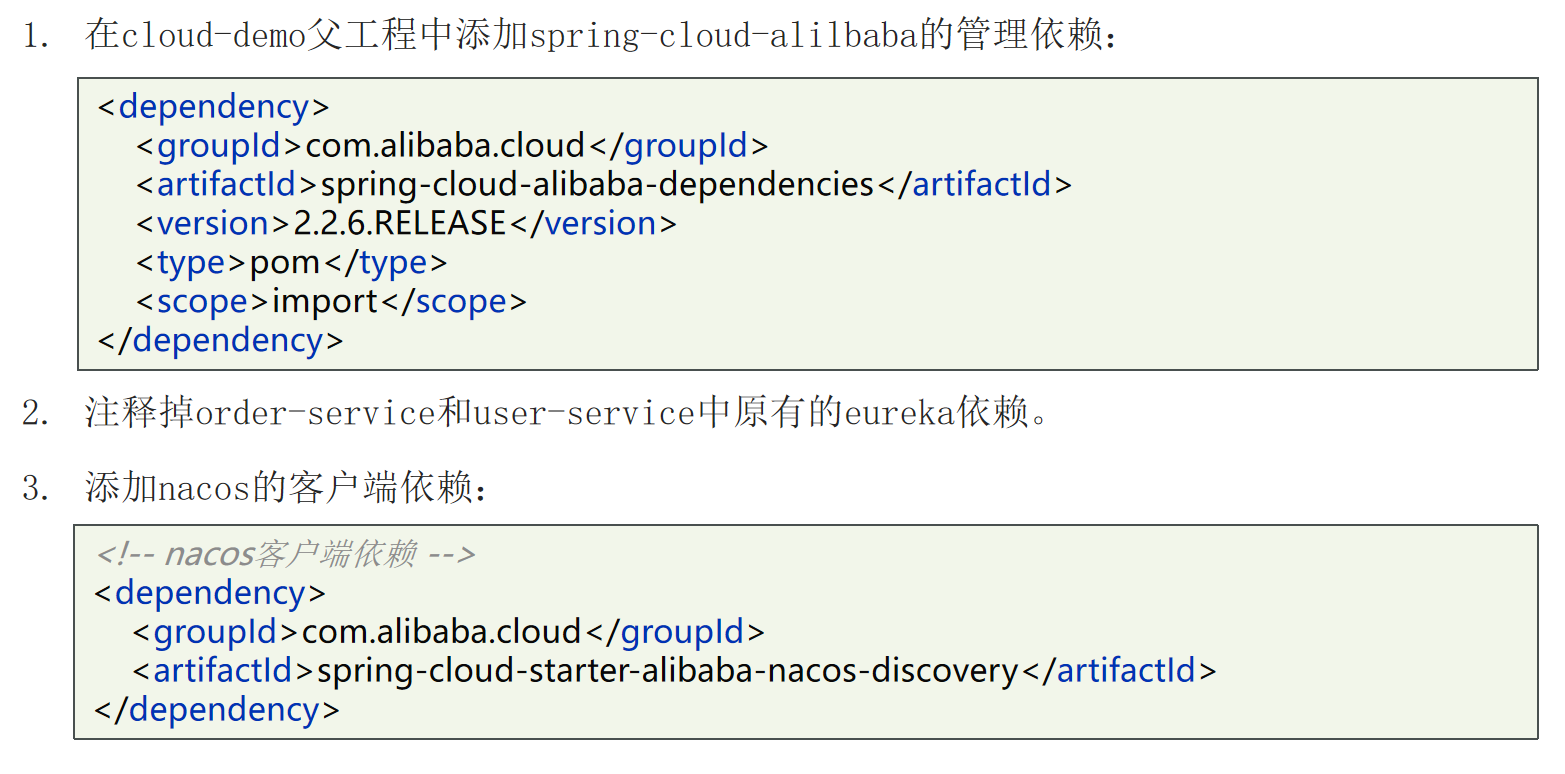 1. 在cloud-demo父工程中添加spring-cloud-alilbaba的管理依赖：
<dependency>
    <groupId>com.alibaba.cloud</groupId>
    <artifactId>spring-cloud-alibaba-dependencies</artifactId>
    <version>2.2.6.RELEASE</version>
    <type>pom</type>
    <scope>import</scope>
</dependency>
2. 注释掉order-service和user-service中原有的eureka依赖。
3. 添加nacos的客户端依赖：
<!-- nacos客户端依赖 -->
<dependency>
    <groupId>com.alibaba.cloud</groupId>
    <artifactId>spring-cloud-starter-alibaba-nacos-discovery</artifactId>
</dependency>